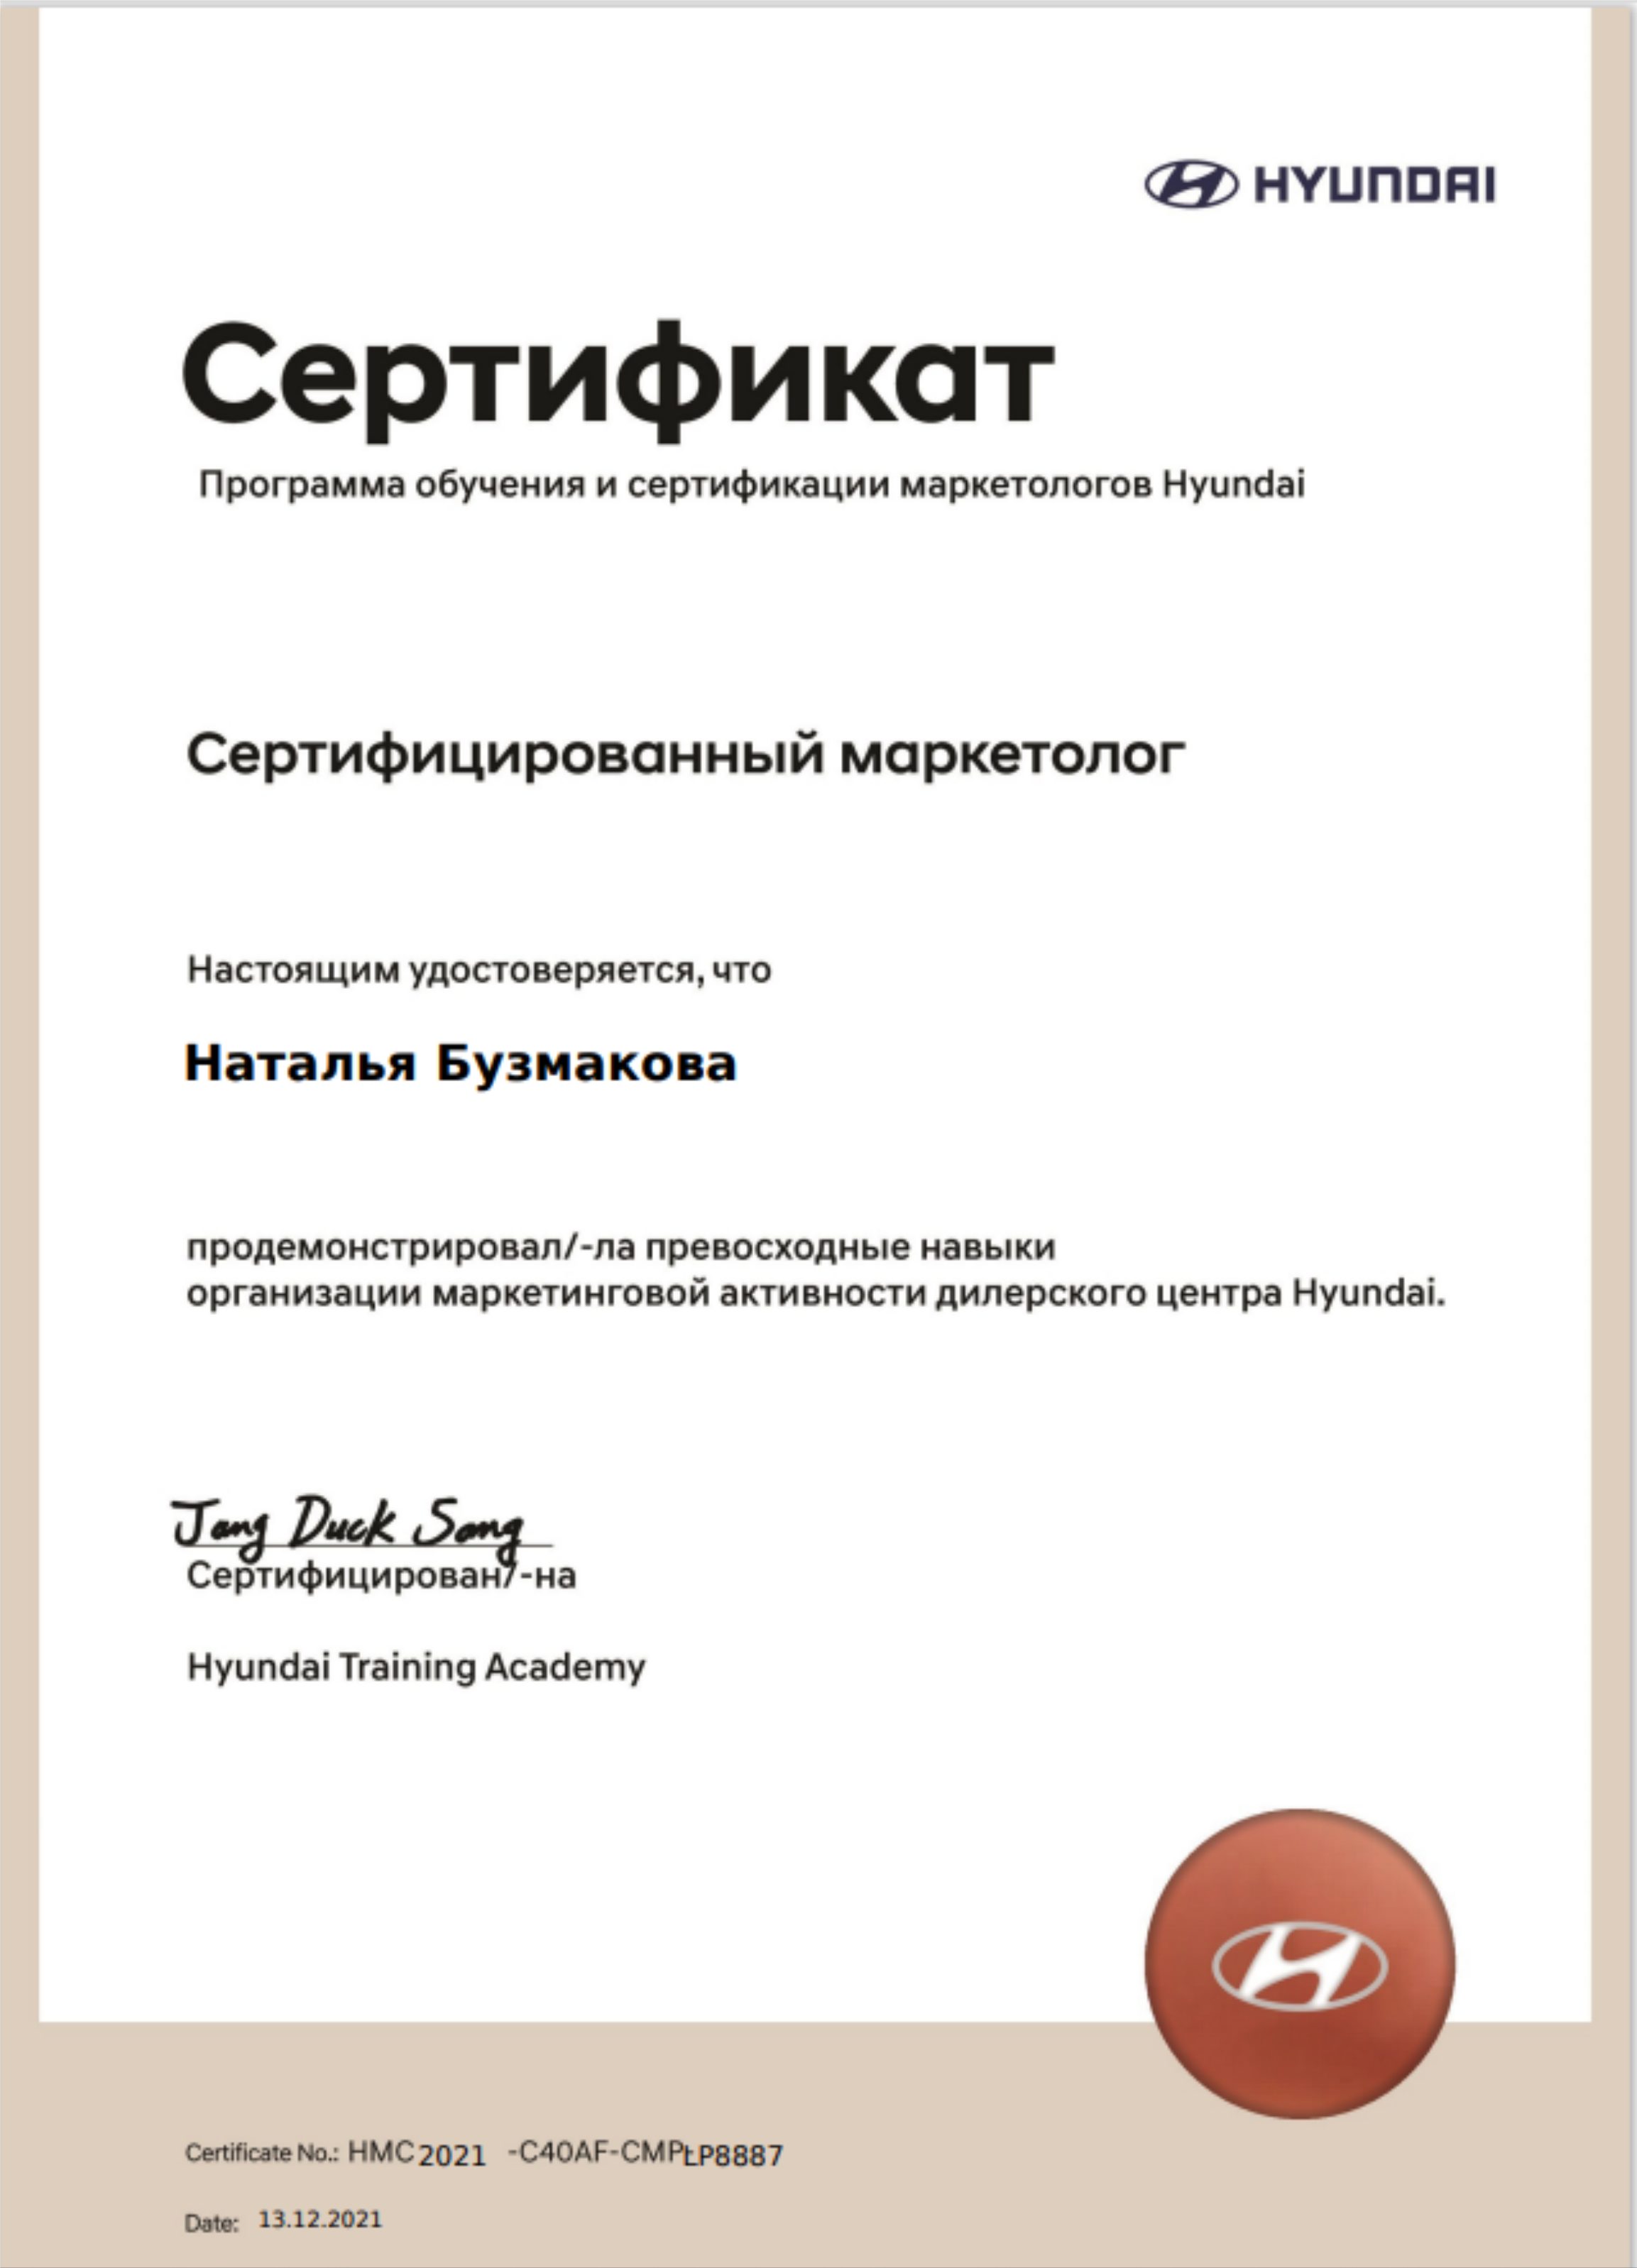 HYUNDAI
Сертификат
Программа обучения и сертификации маркетологов Hyundai
Сертифицированный маркетолог
Настоящим удостоверяется, что
Наталья Бузмакова
продемонстрировал/-ла превосходные навыки
организации маркетинговой активности дилерского центра Hyundai.
Jang Duck Sang
Сертифицирован/-на
Hyundai Training Academy
Certificate No.: HMC 2021 -C40AF-CMP-LP8887
Date: 13.12.2021